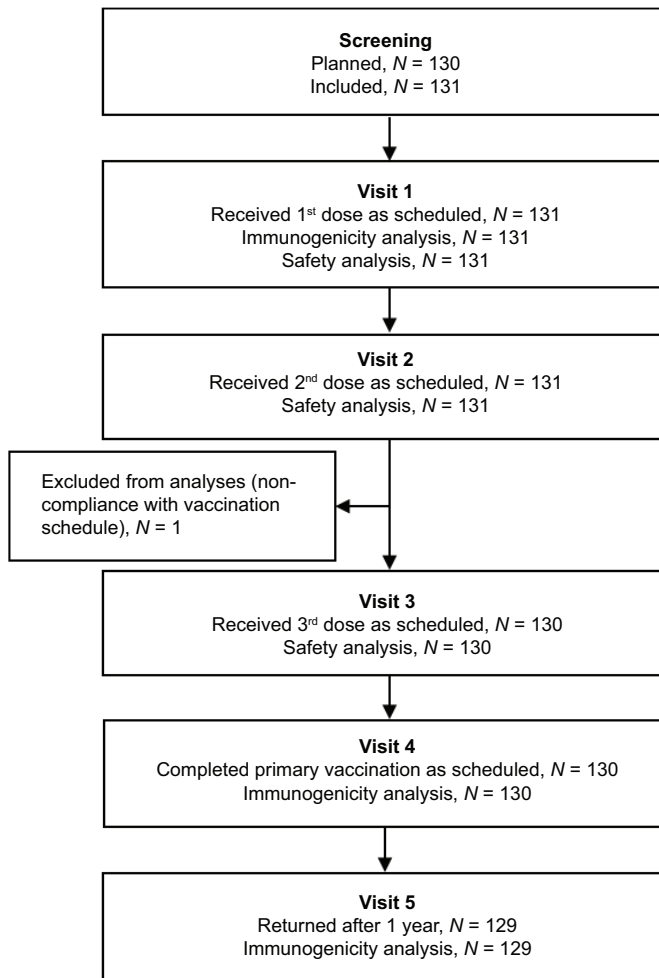 Screening
Planned, N = 130
Included, N = 131
Visit 1
Received 1st dose as scheduled, N = 131
Immunogenicity analysis, N = 131
Safety analysis, N = 131
Visit 2
Received 2nd dose as scheduled, N = 131
Safety analysis, N = 131
Excluded from analyses (non-
compliance with vaccination
schedule), N = 1
Visit 3
Received 3rd dose as scheduled, N = 130
Safety analysis, N = 130
Visit 4
Completed primary vaccination as scheduled, N = 130
Immunogenicity analysis, N = 130
Visit 5
Returned after 1 year, N = 129
Immunogenicity analysis, N = 129